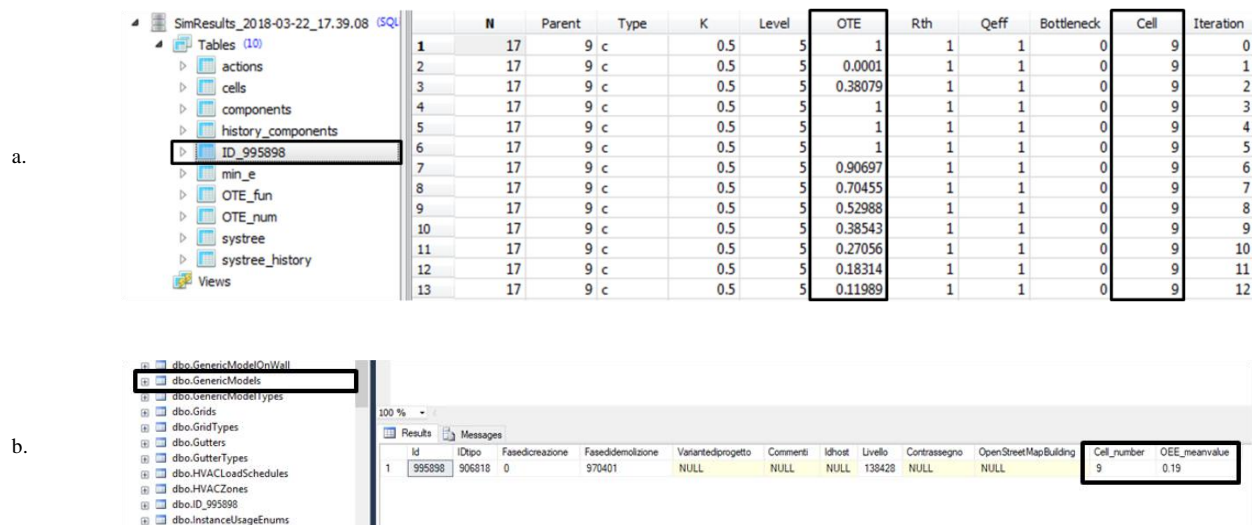 SimResults_2018-03-22_17.39.08 (SQL
Tables (10)
actions
cells
components
history_components
ID_995898
min_e
OTE_fun
OTE_num
systree
systree_history
Views
a.
N Parent Type K Level OTE Rth Qeff Bottleneck Cell Iteration
1 17 9 c 0.5 5 1 1 1 0 9 0
2 17 9 c 0.5 5 0.0001 1 1 0 9 1
3 17 9 c 0.5 5 0.38079 1 1 0 9 2
4 17 9 c 0.5 5 1 1 1 0 9 3
5 17 9 c 0.5 5 1 1 1 0 9 4
6 17 9 c 0.5 5 1 1 1 0 9 5
7 17 9 c 0.5 5 0.90697 1 1 0 9 6
8 17 9 c 0.5 5 0.70455 1 1 0 9 7
9 17 9 c 0.5 5 0.52988 1 1 0 9 8
10 17 9 c 0.5 5 0.38543 1 1 0 9 9
11 17 9 c 0.5 5 0.27056 1 1 0 9 10
12 17 9 c 0.5 5 0.18314 1 1 0 9 11
13 17 9 c 0.5 5 0.11989 1 1 0 9 12
b.
dbo.GenericModelOnWall
dbo.GenericModels
dbo.GenericModelTypes
dbo.Grids
dbo.GridTypes
dbo.Gutters
dbo.GutterTypes
dbo.HVACLoadSchedules
dbo.HVACZones
dbo.ID_995898
dbo.InstanceUsageEnums
100 %
Results Messages
Id IDtipo Fasedicreazione Fasedidemolizione Variantediprogetto Commenti Idhost Livello Contrassegno OpenStreetMapBuilding Cell_number OEE_meanvalue
1 995898 906818 0 970401 NULL NULL NULL 138428 NULL NULL 9 0.19